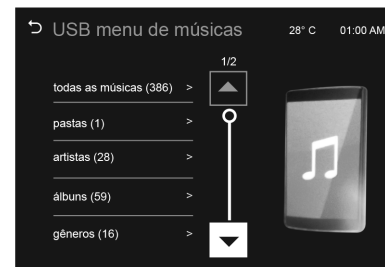 USB menu de músicas 28° C 01:00 AM
1/2
todas as músicas (386) >
pastas (1) >
artistas (28) >
álbuns (59) >
gêneros (16) >